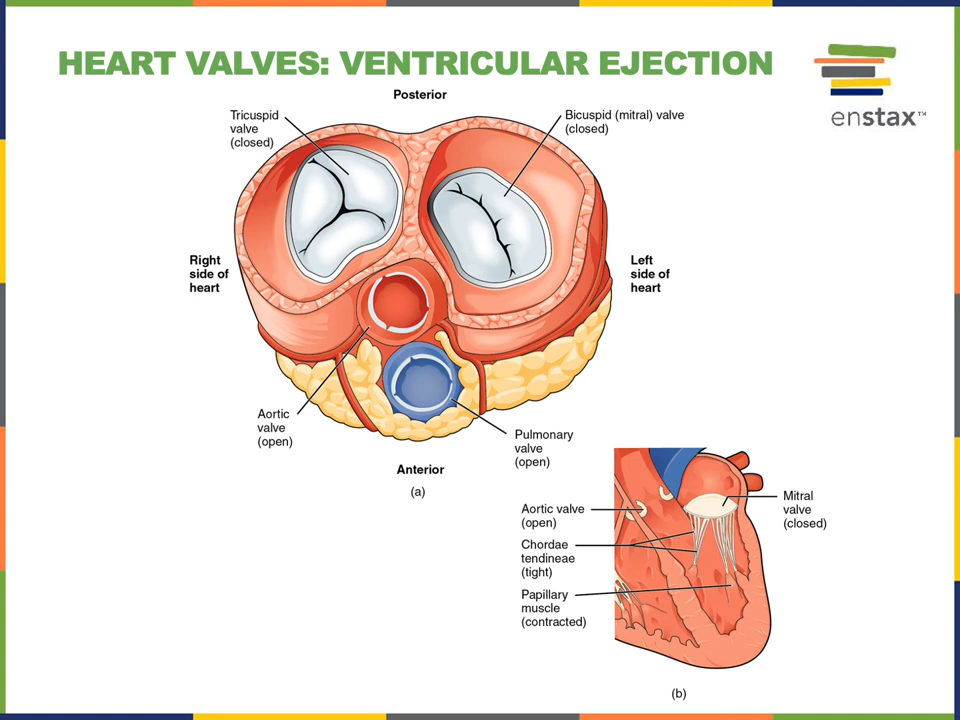 HEART VALVES: VENTRICULAR EJECTION
enstax™
Posterior
Tricuspid
valve
(closed)
Bicuspid (mitral) valve
(closed)
Right
side of
heart
Left
side of
heart
Aortic
valve
(open)
Pulmonary
valve
(open)
Anterior
(a)
Aortic valve
(open)
Chordae
tendineae
(tight)
Papillary
muscle
(contracted)
Mitral
valve
(closed)
(b)